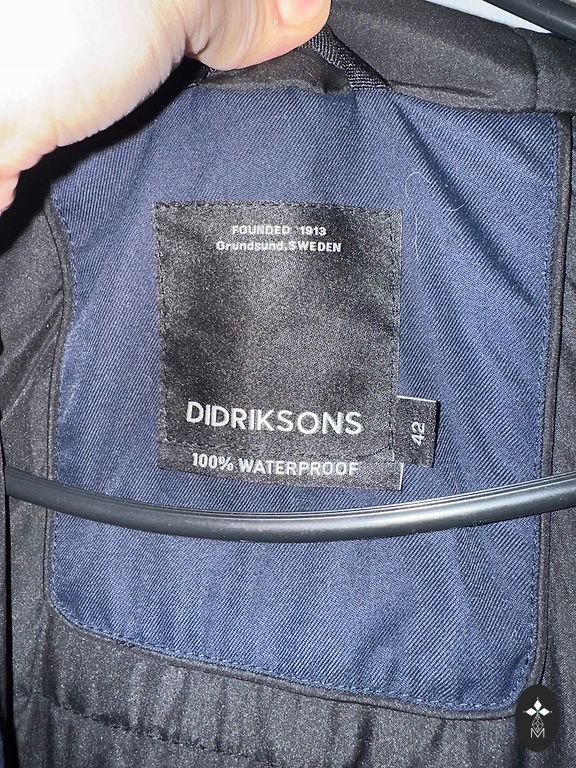 FOUNDED 1913
Grundsund,SWEDEN
DIDRIKSONS
42
100% WATERPROOF